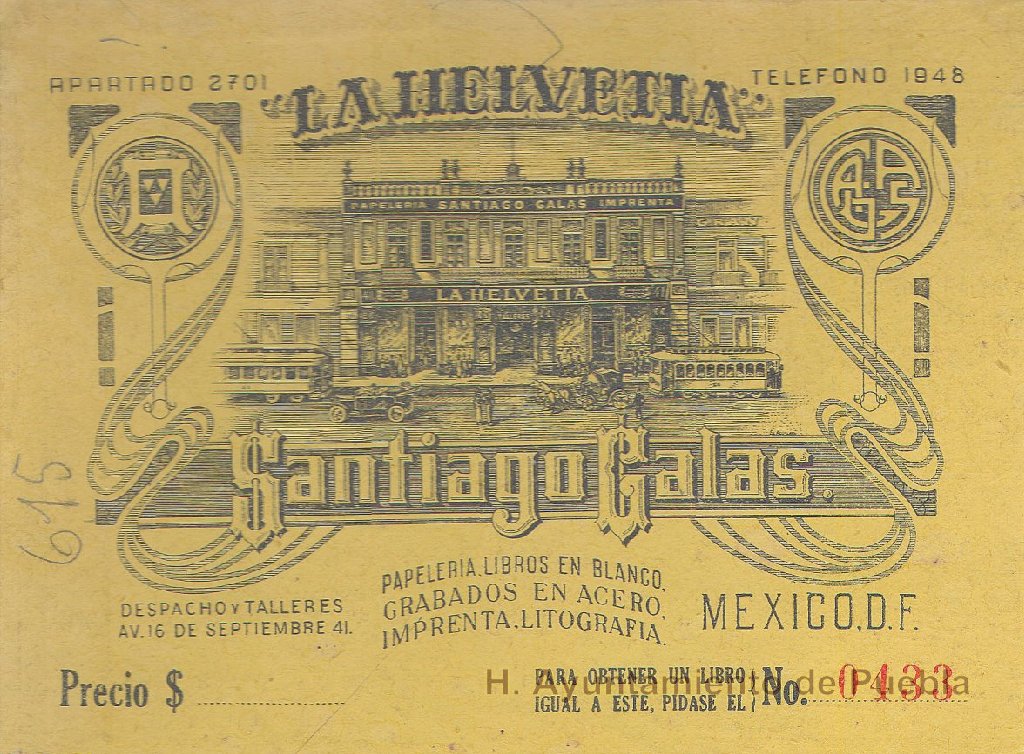 APARTADO 2701
TELEFONO 1948
"LA HELVETIA"
PAPELERIA SANTIAGO GALAS IMPRENTA
LA HELVETIA
TALLERES
Santiago Galas.
615
DESPACHO Y TALLERES
AV. 16 DE SEPTIEMBRE 41.
PAPELERIA, LIBROS EN BLANCO,
GRABADOS EN ACERO,
IMPRENTA, LITOGRAFIA.
MEXICO, D.F.
Precio $
PARA OBTENER UN LIBRO
IGUAL A ESTE, PIDASE EL
No. 0433
H. Ayuntamiento de Puebla